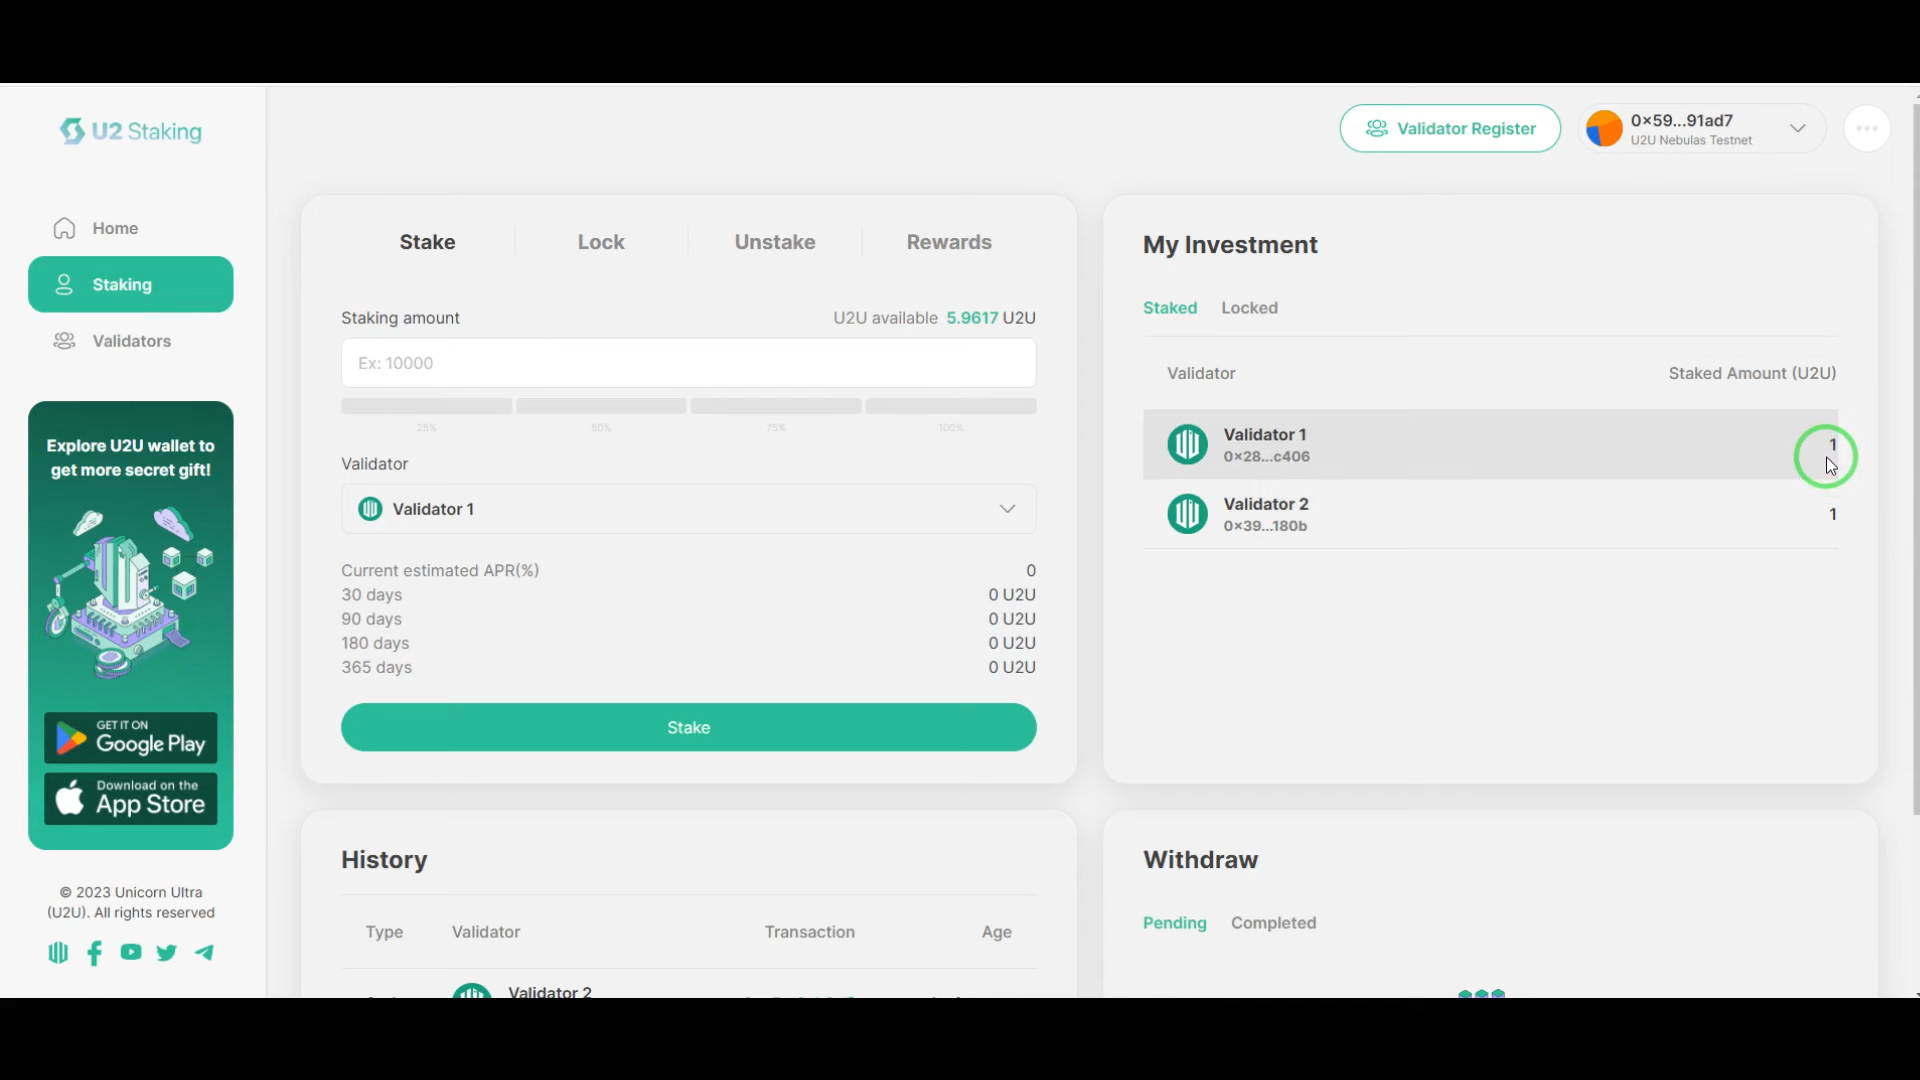 U2 Staking
Validator Register
0x59...91ad7
U2U Nebulas Testnet
Home
Staking
Validators
Explore U2U wallet to
get more secret gift!
GET IT ON
Google Play
Download on the
App Store
© 2023 Unicorn Ultra
(U2U). All rights reserved
Stake
Lock
Unstake
Rewards
Staking amount
U2U available 5.9617 U2U
Ex: 10000
25%
50%
75%
100%
Validator
Validator 1
Current estimated APR(%)
0
30 days
0 U2U
90 days
0 U2U
180 days
0 U2U
365 days
0 U2U
Stake
My Investment
Staked
Locked
Validator
Staked Amount (U2U)
Validator 1
0x28...c406
1
Validator 2
0x39...180b
1
History
Type
Validator
Transaction
Age
Validator 2
Withdraw
Pending
Completed